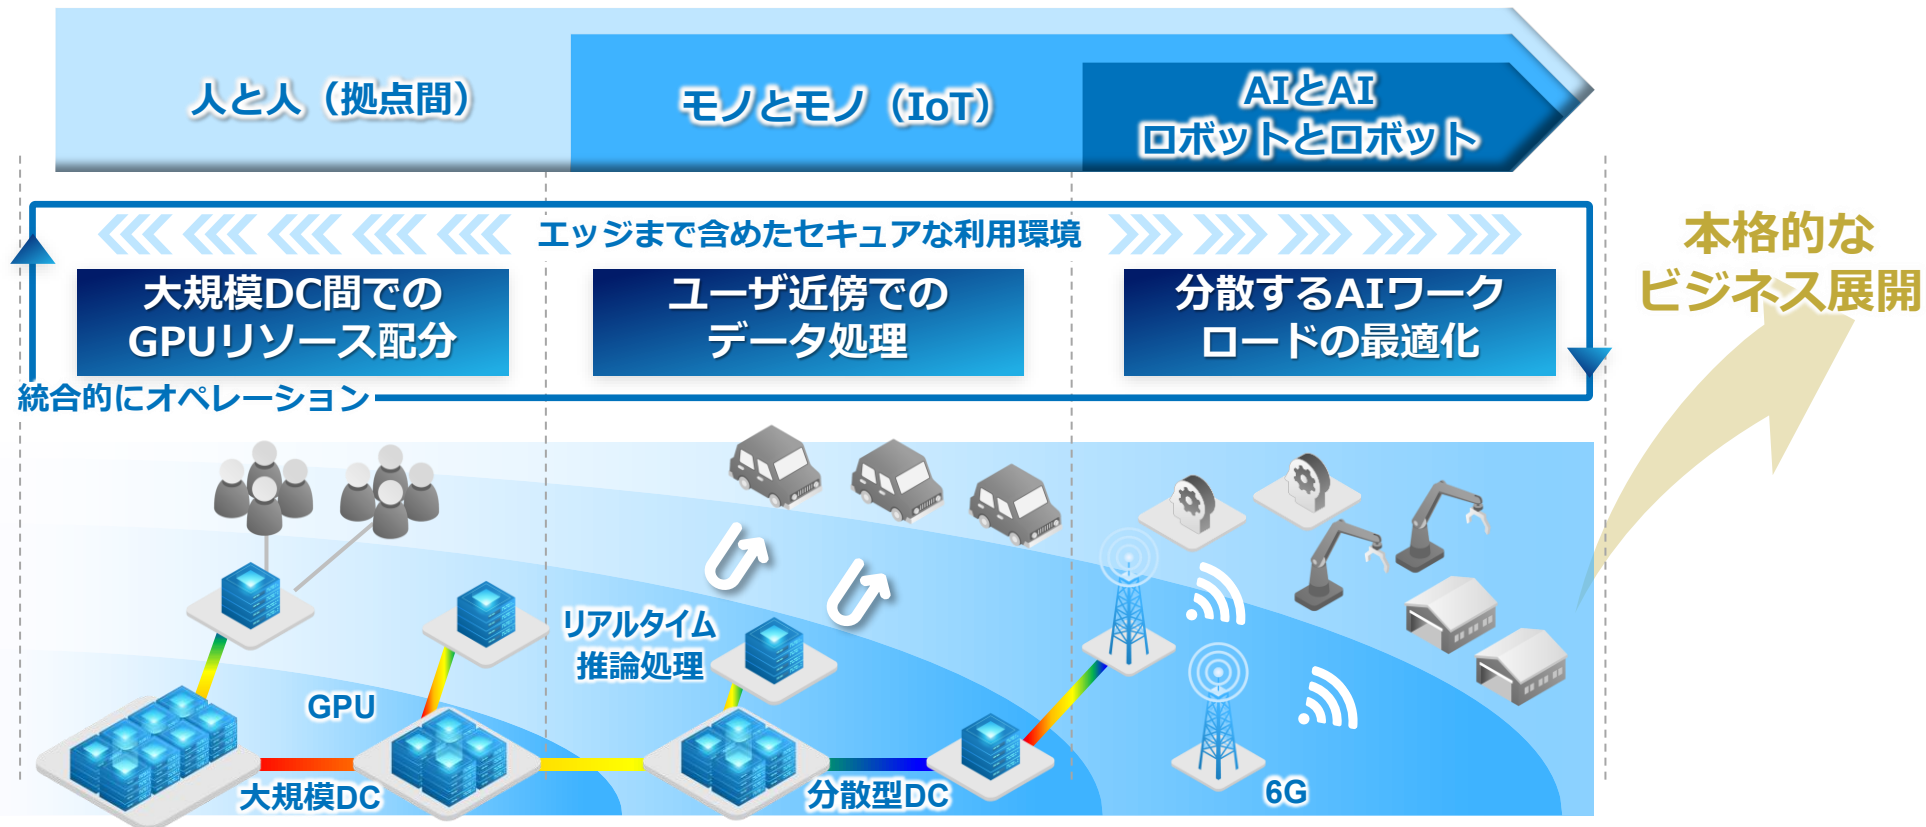 人と人（拠点間）
モノとモノ（IoT）
AIとAI
ロボットとロボット
エッジまで含めたセキュアな利用環境
大規模DC間での
GPUリソース配分
ユーザ近傍での
データ処理
分散するAIワーク
ロードの最適化
統合的にオペレーション
本格的な
ビジネス展開
リアルタイム
推論処理
GPU
大規模DC
分散型DC
6G